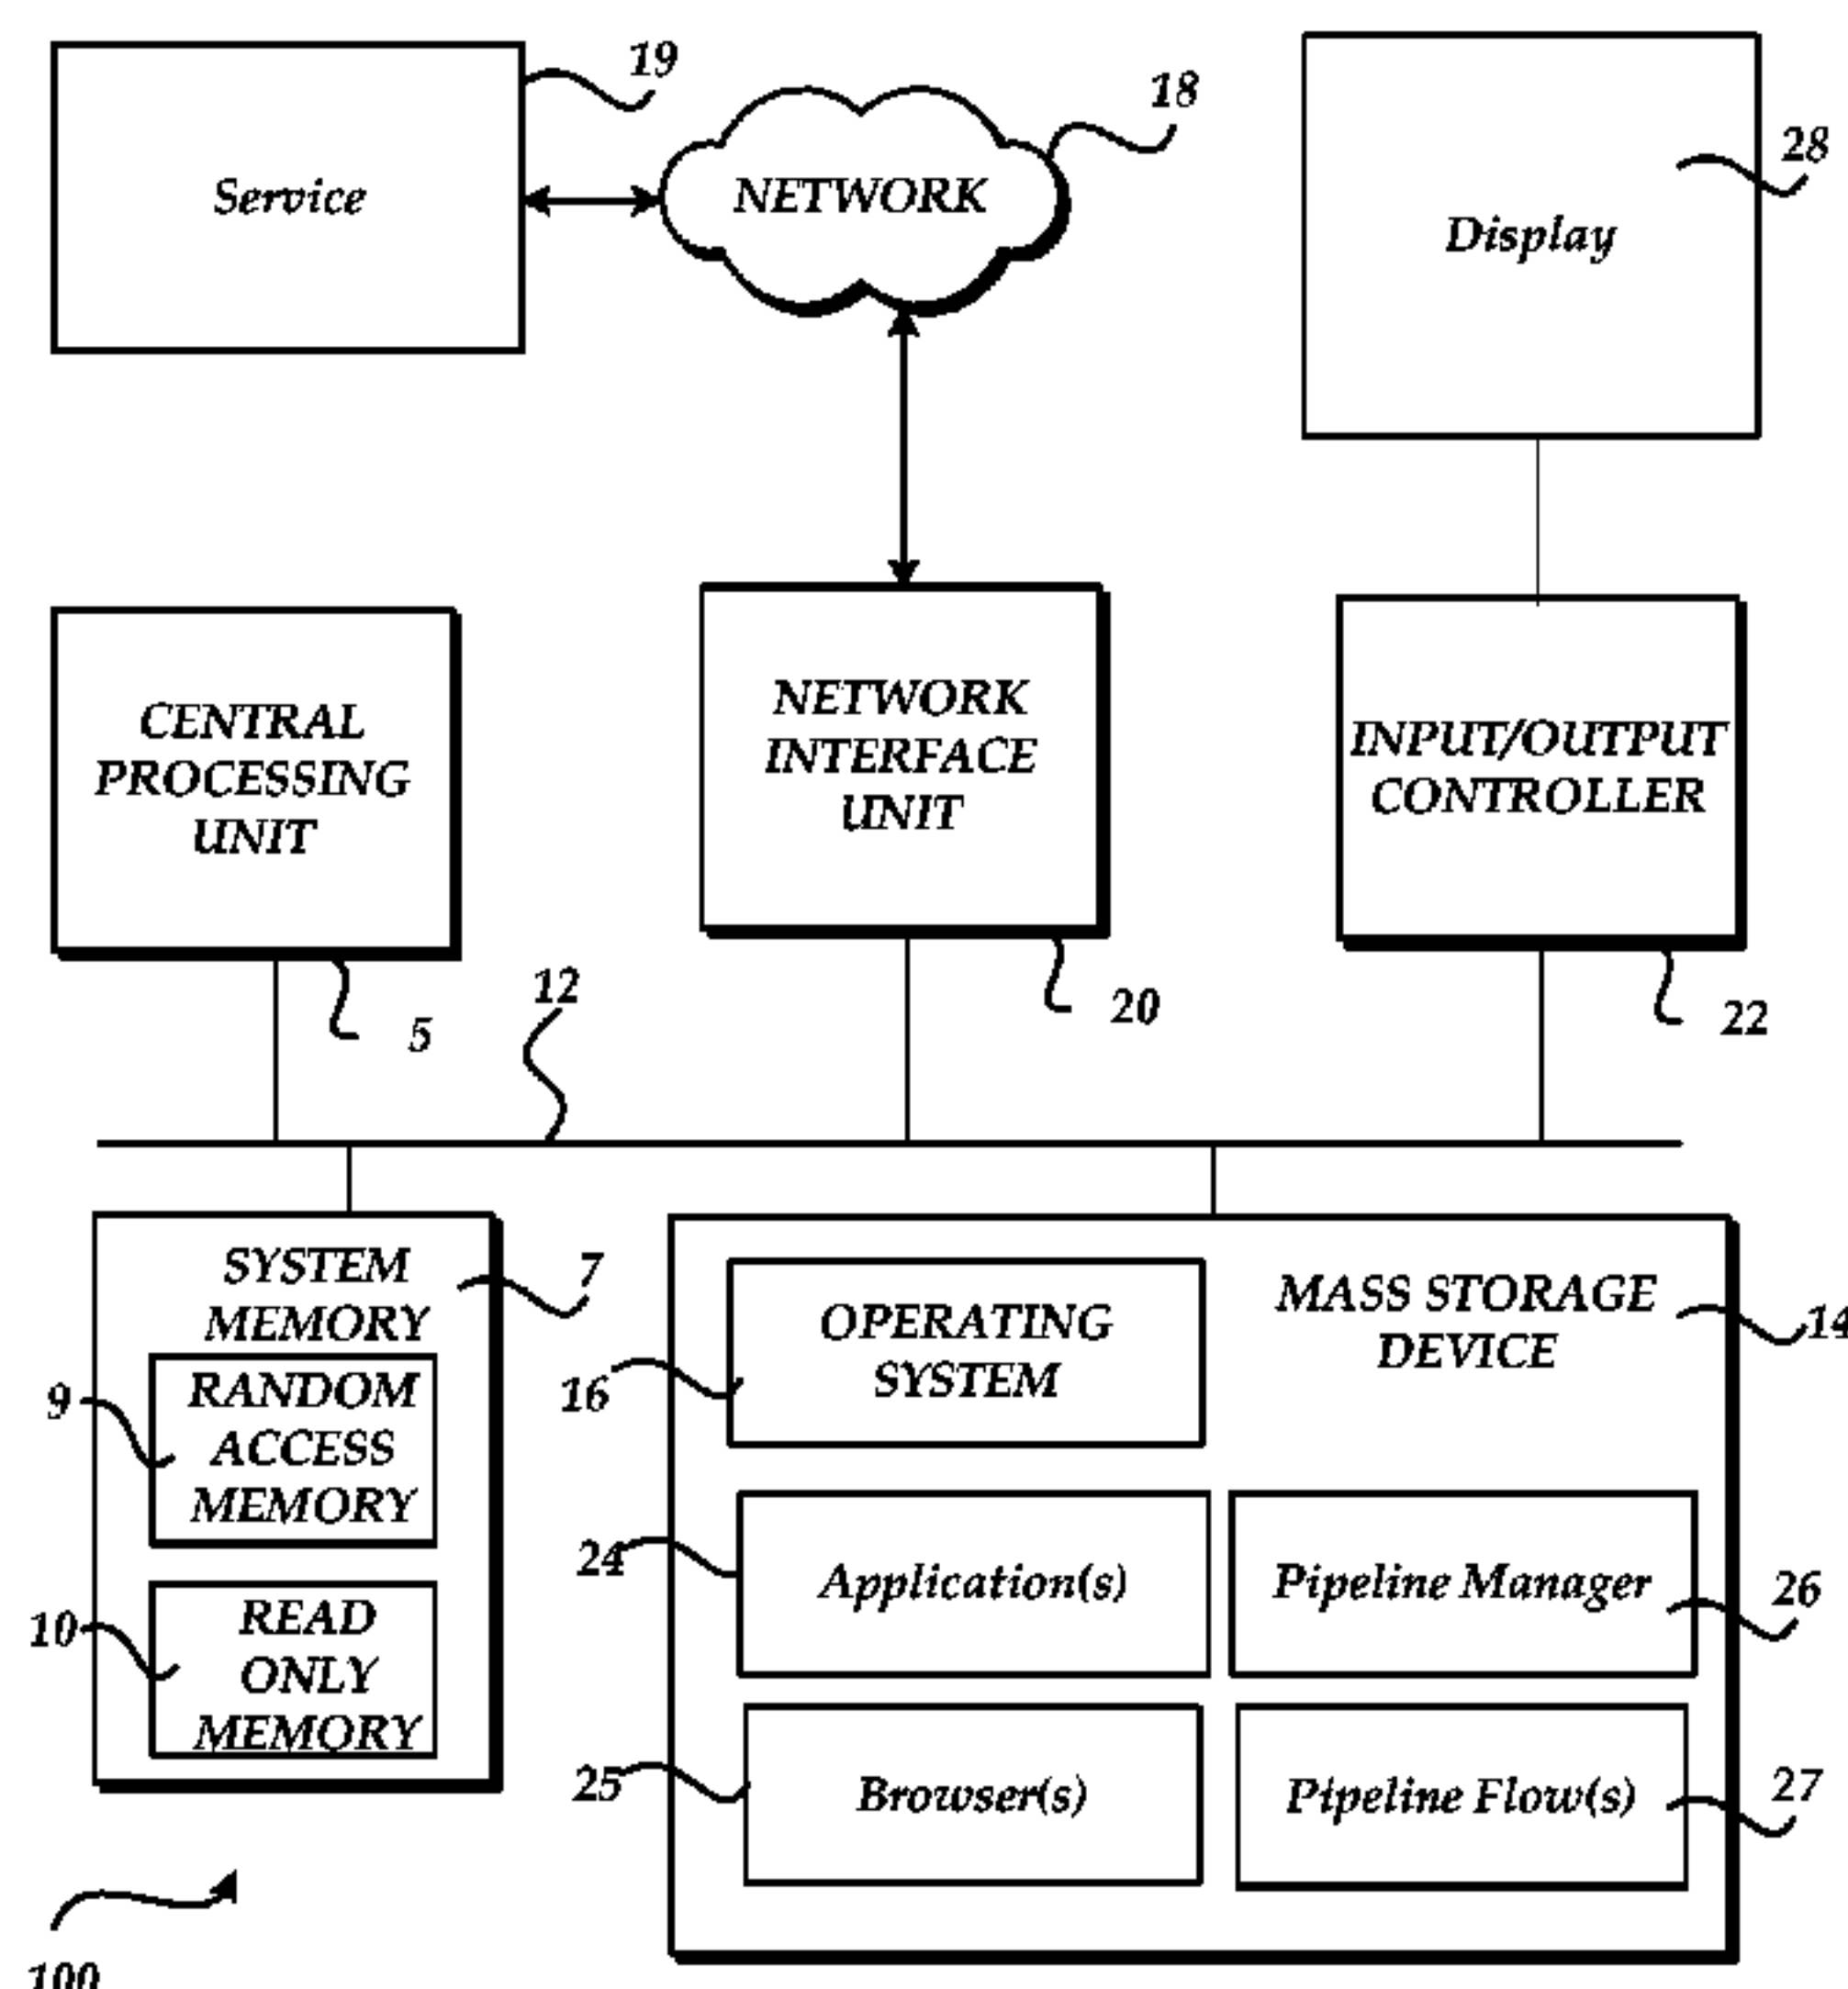 19
18
28
Service
NETWORK
Display
CENTRAL
PROCESSING
UNIT
NETWORK
INTERFACE
UNIT
INPUT/OUTPUT
CONTROLLER
5
12
20
22
SYSTEM
MEMORY
7
RANDOM
ACCESS
MEMORY
9
READ
ONLY
MEMORY
10
MASS STORAGE
DEVICE
14
OPERATING
SYSTEM
16
24
Application(s)
Pipeline Manager
26
25
Browser(s)
Pipeline Flow(s)
27
100